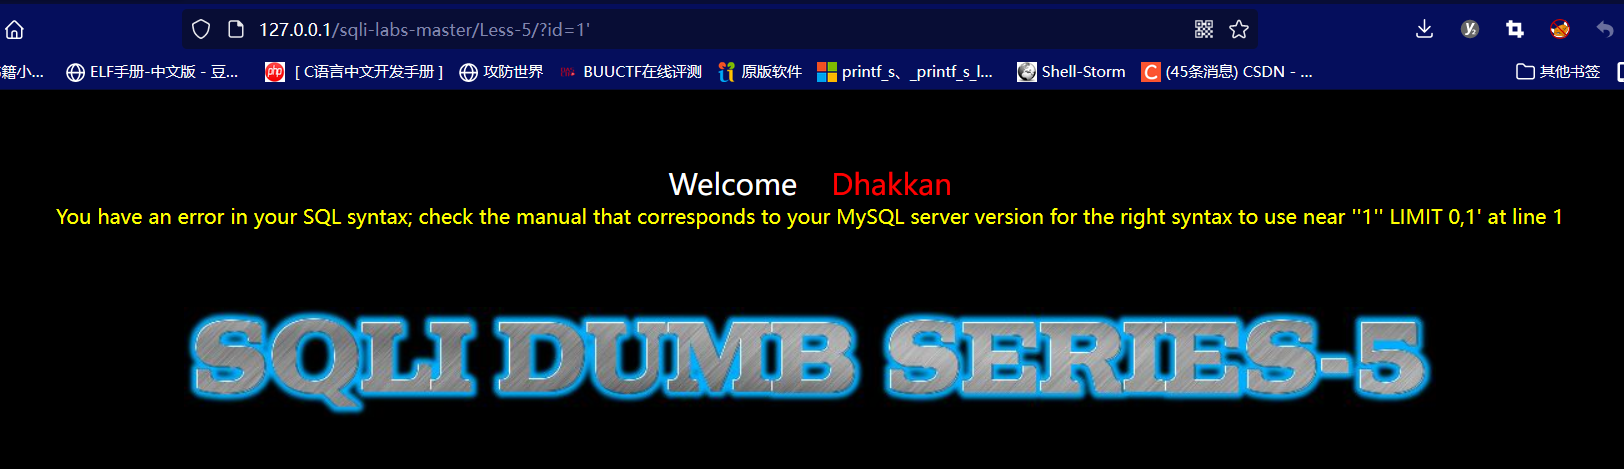 127.0.0.1/sqli-labs-master/Less-5/?id=1'
籍小... ELF手册-中文版 - 豆... php [ C语言中文开发手册 ] 攻防世界 BUUCTF在线评测 原版软件 printf_s、_printf_s_l... Shell-Storm C (45条消息) CSDN - ... 其他书签
Welcome Dhakkan
You have an error in your SQL syntax; check the manual that corresponds to your MySQL server version for the right syntax to use near ''1'' LIMIT 0,1' at line 1
SQLI DUMB SERIES-5